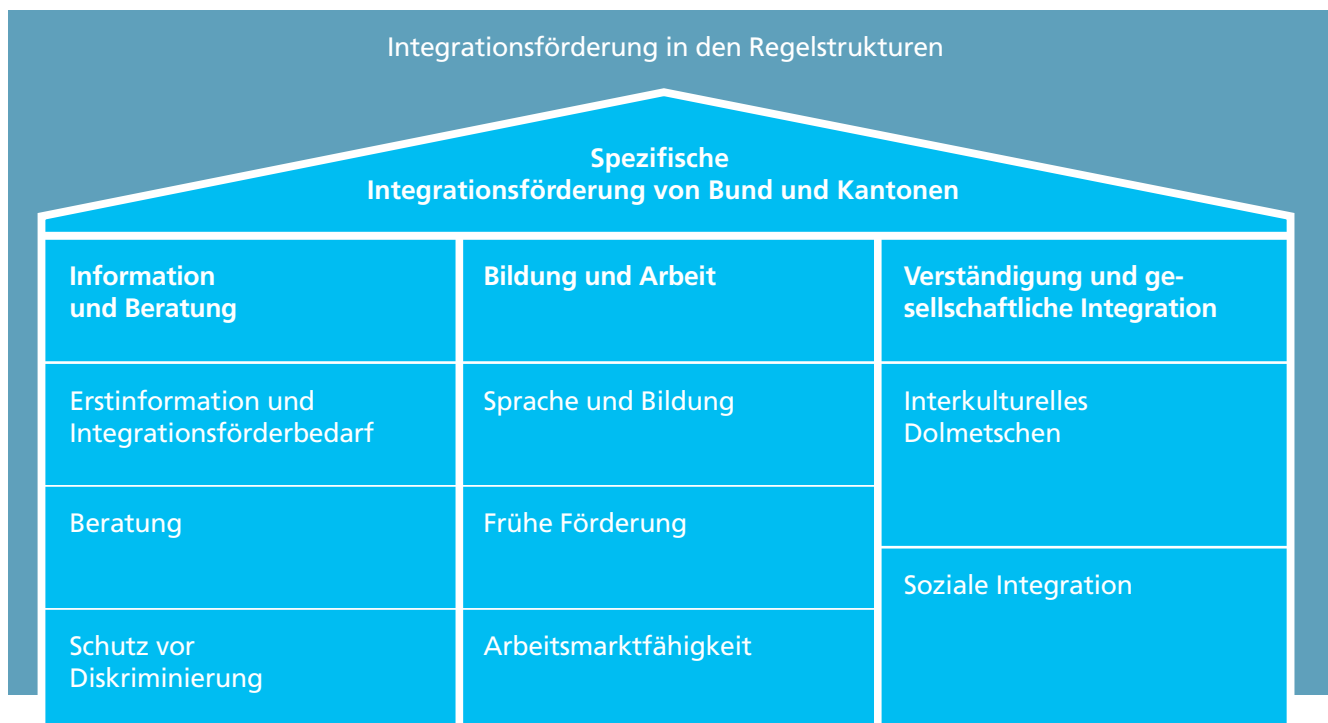 Integrationsförderung in den Regelstrukturen
Spezifische
Integrationsförderung von Bund und Kantonen
Information
und Beratung
Bildung und Arbeit
Verständigung und ge-
sellschaftliche Integration
Erstinformation und
Integrationsförderbedarf
Sprache und Bildung
Interkulturelles
Dolmetschen
Beratung
Frühe Förderung
Soziale Integration
Schutz vor
Diskriminierung
Arbeitsmarktfähigkeit